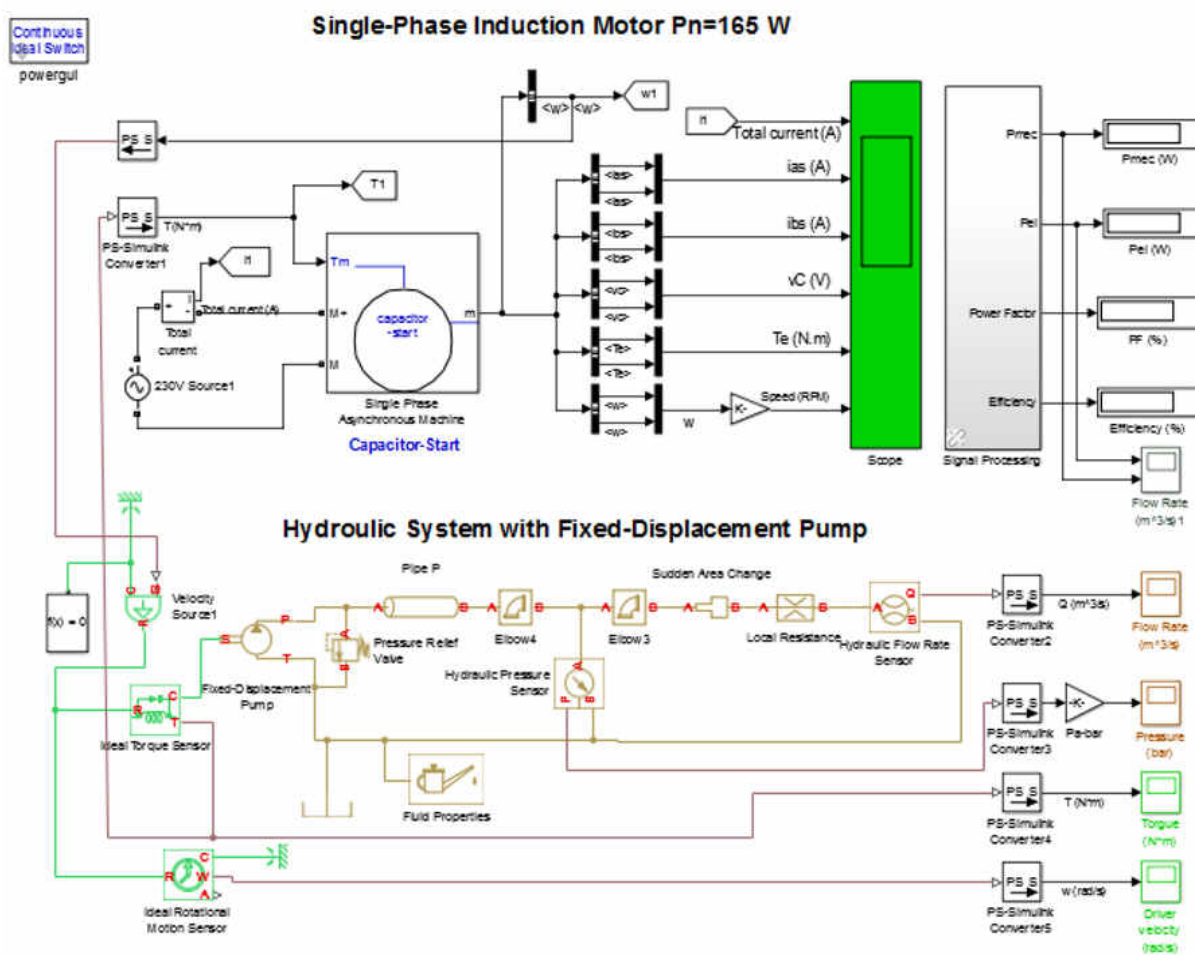 Single-Phase Induction Motor Pn=165 W
Continuous
Ideal Switch
powergui
<w> <w>
w1
I1
Total current (A)
PS S
T1
PS S
T(N*m)
PS-Simulink
Converter1
I1
Total current (A)
Total
current
230V Source1
Tm
M+
M
m
capacitor
-start
Single Phase
Asynchronous Machine
Capacitor-Start
<ias>
<ias>
ias (A)
<ibs>
<ibs>
ibs (A)
<vc>
<vc>
vC (V)
<Te>
<Te>
Te (N.m)
<w>
<w>
W
-K-
Speed (RPM)
Scope
Pmec
Pel
Power Factor
Efficiency
Signal Processing
Pmec (W)
Pel (W)
PF (%)
Efficiency (%)
Flow Rate
(m^3/s)1
Hydroulic System with Fixed-Displacement Pump
C
S
R
Velocity
Source1
f(x) = 0
R
C
T
Ideal Torque Sensor
S
P
T
Fixed-Displacement
Pump
A
B
Pressure Relief
Valve
Pipe P
A
B
A
B
Elbow4
A
B
Elbow3
Sudden Area Change
A
B
A
B
Local Resistance
A
Q
B
Hydraulic Flow Rate
Sensor
Hydraulic Pressure
Sensor
A
P
B
Fluid Properties
R
C
W
A
Ideal Rotational
Motion Sensor
PS S
Q (m^3/s)
PS-Simulink
Converter2
Flow Rate
(m^3/s)
PS S
PS-Simulink
Converter3
-K-
Pa-bar
Pressure
(bar)
PS S
T (N*m)
PS-Simulink
Converter4
Torgue
(N*m)
PS S
w (rad/s)
PS-Simulink
Converter5
Driver
velocity
(rad/s)